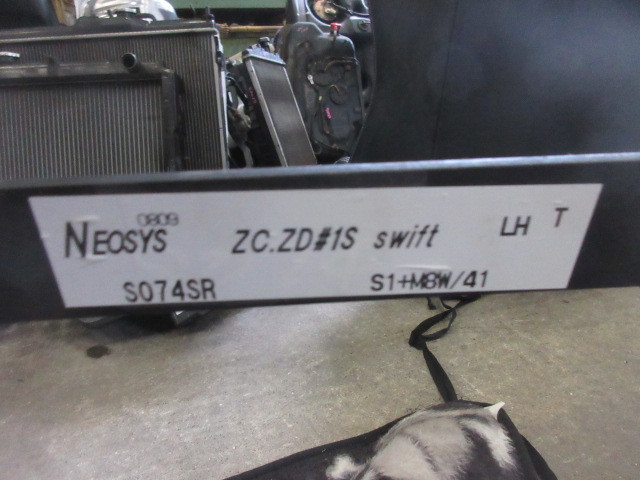 0809
NEOSYS ZC.ZD#1S swift LH T
S074SR S1+M8W/41